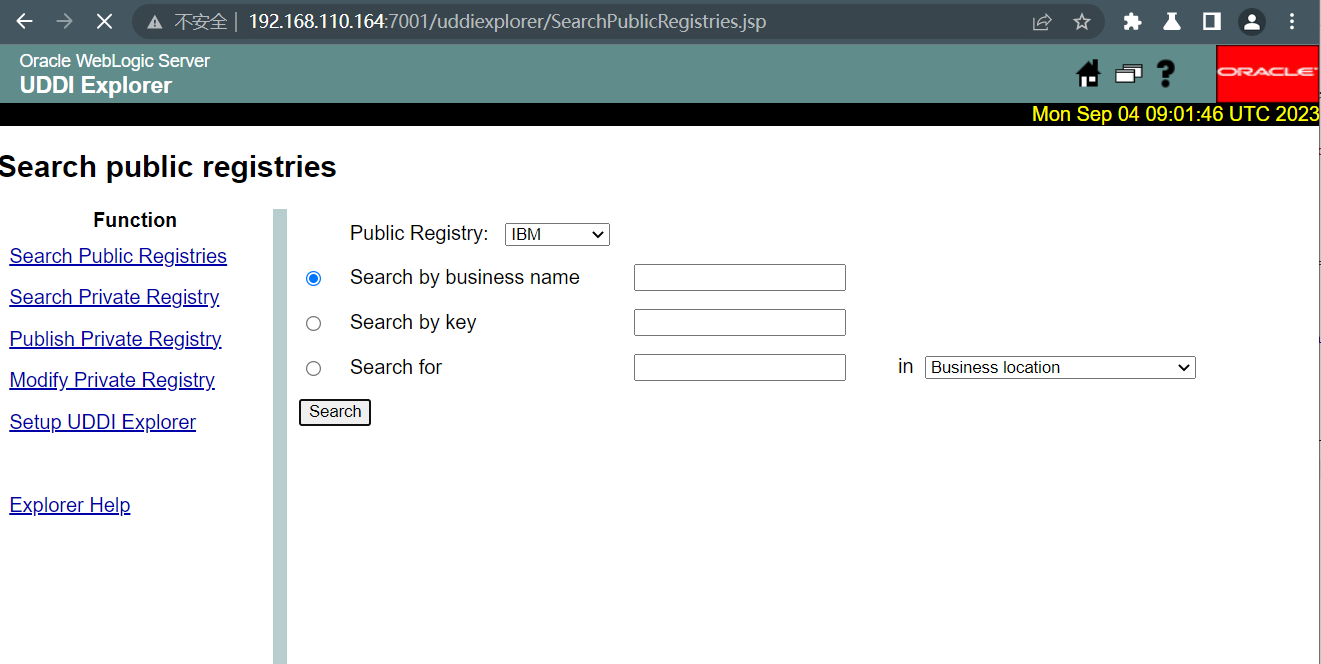 不安全 192.168.110.164:7001/uddiexplorer/SearchPublicRegistries.jsp
Oracle WebLogic Server
UDDI Explorer
ORACLE
Mon Sep 04 09:01:46 UTC 2023
Search public registries
Function
Search Public Registries
Search Private Registry
Publish Private Registry
Modify Private Registry
Setup UDDI Explorer
Explorer Help
Public Registry: IBM
Search by business name
Search by key
Search for in Business location
Search